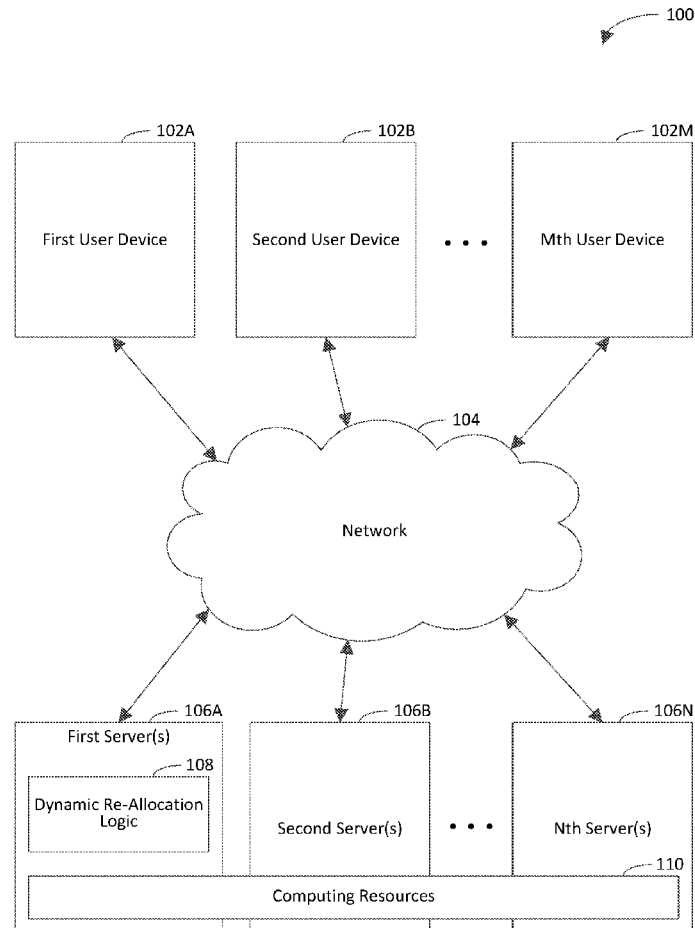 100
102A
102B
102M
First User Device
Second User Device
Mth User Device
104
Network
106A
106B
106N
First Server(s)
108
Dynamic Re-Allocation
Logic
Second Server(s)
Nth Server(s)
110
Computing Resources